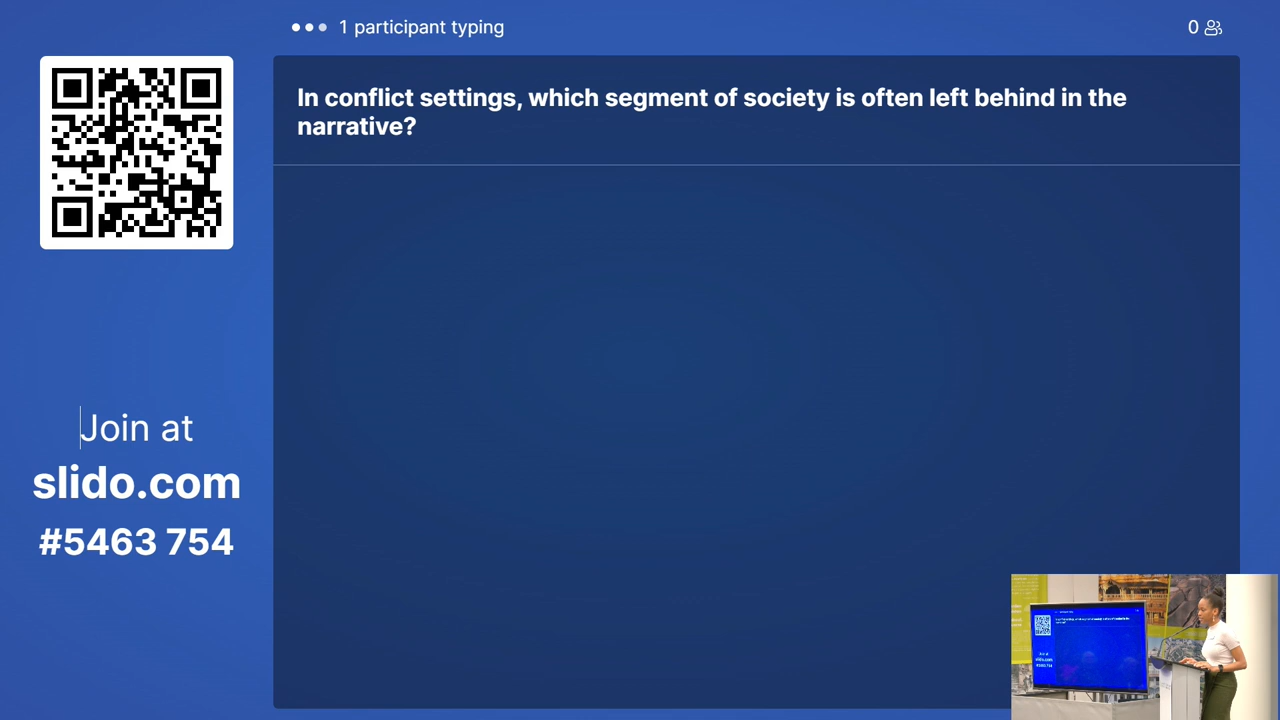 1 participant typing
0
In conflict settings, which segment of society is often left behind in the
narrative?
Join at
slido.com
#5463 754